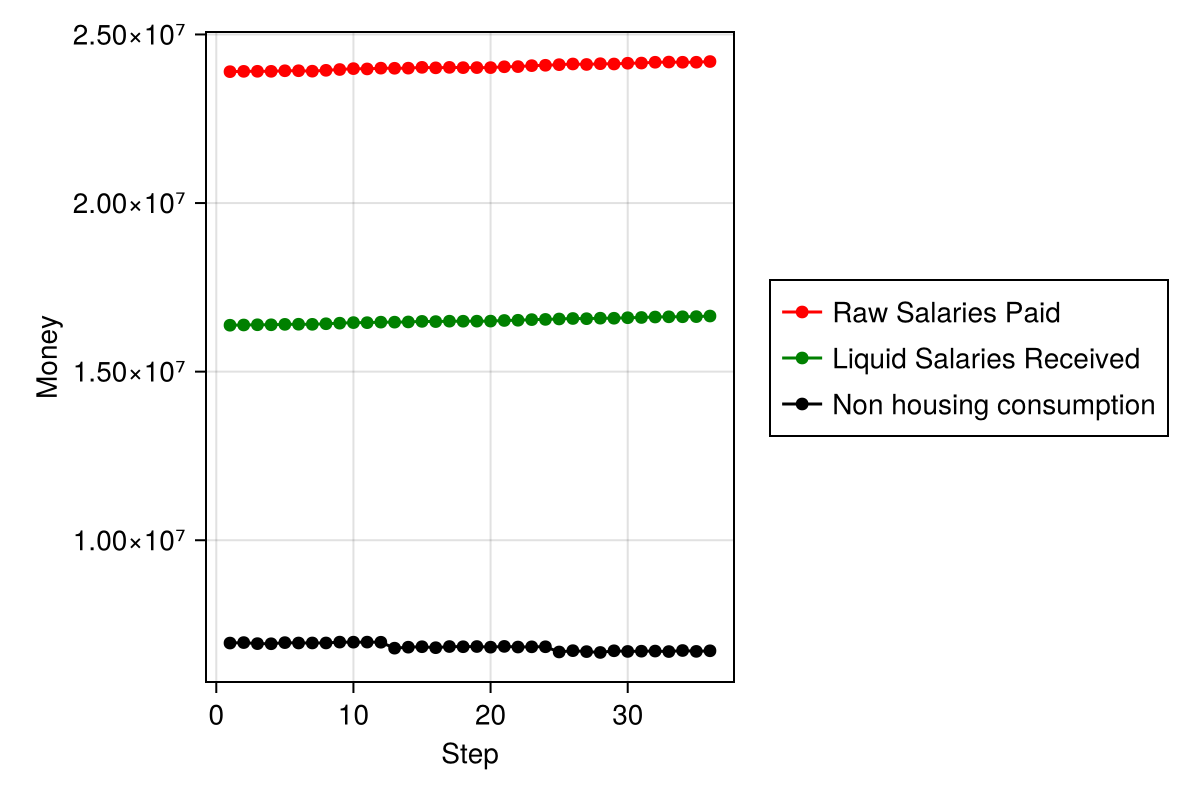 2.50×10⁷
2.00×10⁷
1.50×10⁷
1.00×10⁷
Money
0 10 20 30
Step
Raw Salaries Paid
Liquid Salaries Received
Non housing consumption